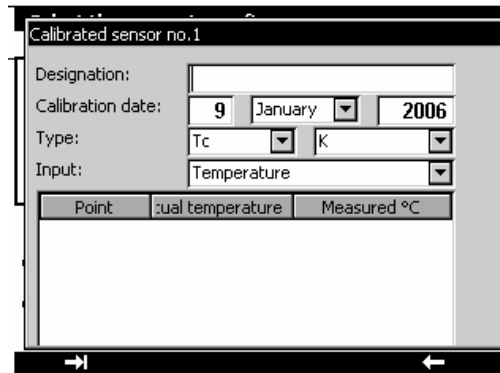 Calibrated sensor no.1
Designation:
Calibration date: 9 January 2006
Type: Tc K
Input: Temperature
Point :ual temperature Measured °C